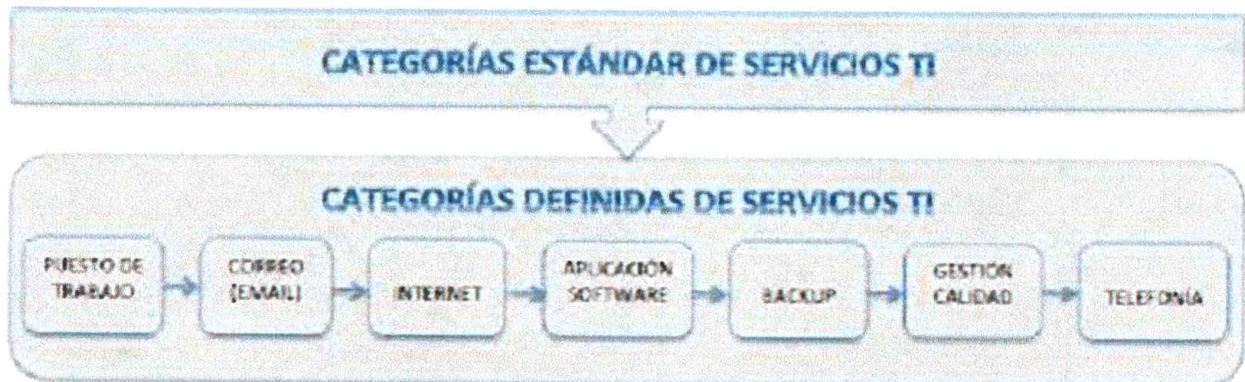 CATEGORÍAS ESTÁNDAR DE SERVICIOS TI
CATEGORÍAS DEFINIDAS DE SERVICIOS TI
PUESTO DE
TRABAJO
CORREO
(EMAIL)
INTERNET
APLICACIÓN
SOFTWARE
BACKUP
GESTIÓN
CALIDAD
TELEFONÍA